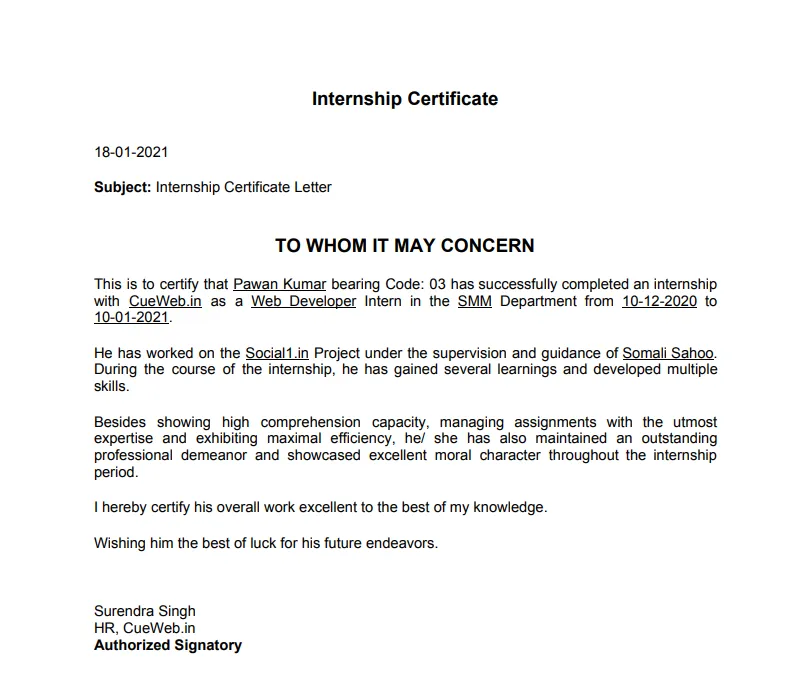 Internship Certificate
18-01-2021
Subject: Internship Certificate Letter
TO WHOM IT MAY CONCERN
This is to certify that Pawan Kumar bearing Code: 03 has successfully completed an internship
with CueWeb.in as a Web Developer Intern in the SMM Department from 10-12-2020 to
10-01-2021.
He has worked on the Social1.in Project under the supervision and guidance of Somali Sahoo.
During the course of the internship, he has gained several learnings and developed multiple
skills.
Besides showing high comprehension capacity, managing assignments with the utmost
expertise and exhibiting maximal efficiency, he/ she has also maintained an outstanding
professional demeanor and showcased excellent moral character throughout the internship
period.
I hereby certify his overall work excellent to the best of my knowledge.
Wishing him the best of luck for his future endeavors.
Surendra Singh
HR, CueWeb.in
Authorized Signatory